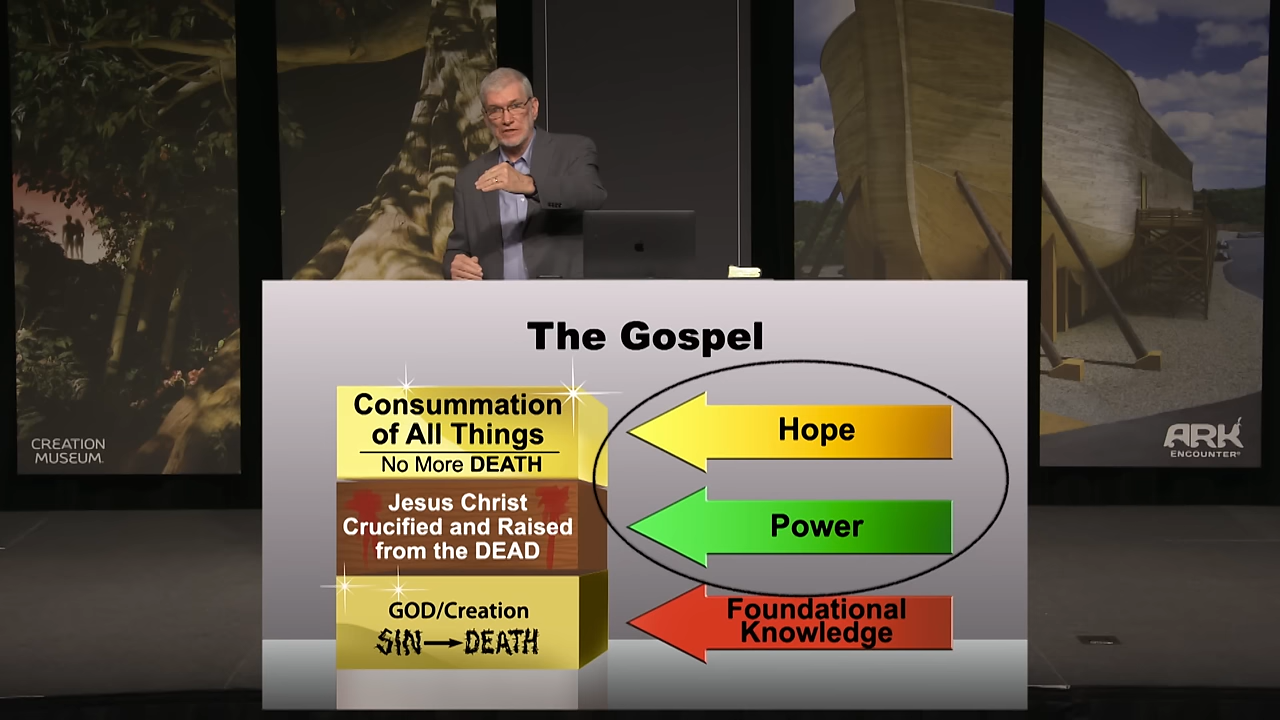 The Gospel
Consummation
of All Things
No More DEATH
Hope
Jesus Christ
Crucified and Raised
from the DEAD
Power
GOD/Creation
SIN→DEATH
Foundational
Knowledge
CREATION
MUSEUM
ARK
ENCOUNTER